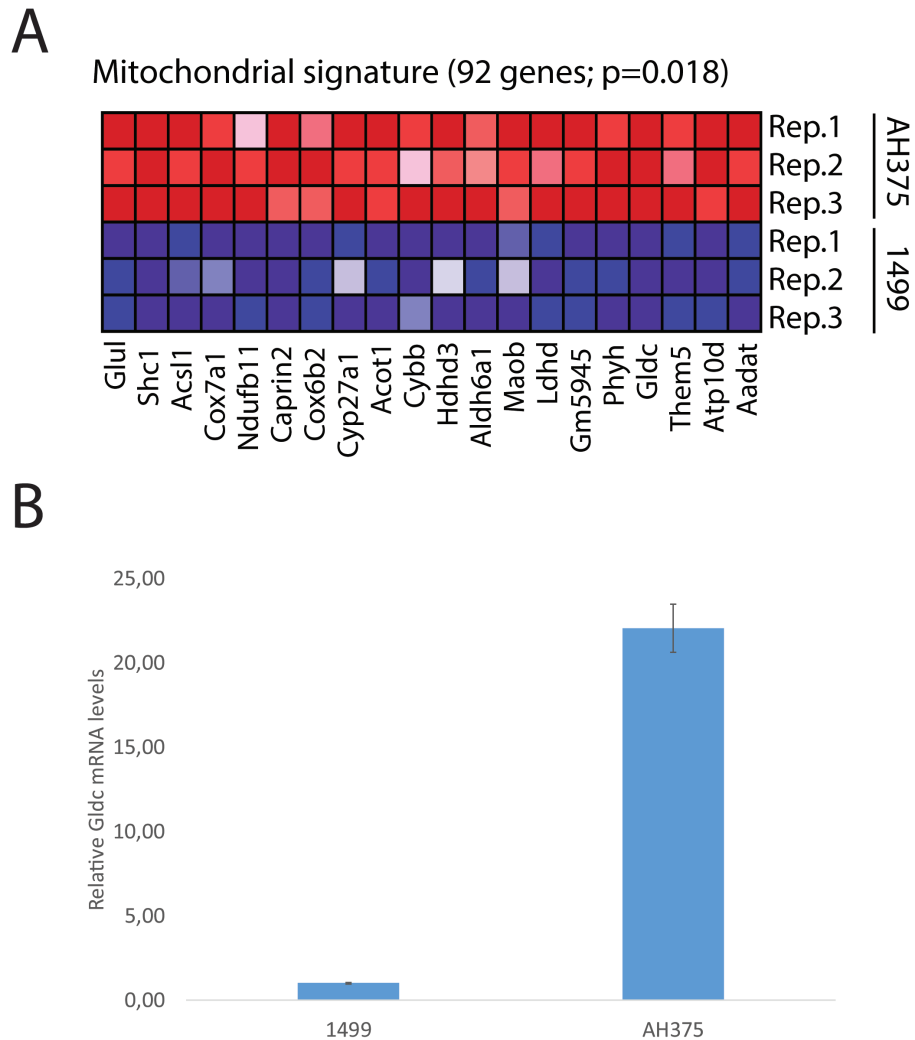 A
Mitochondrial signature (92 genes; p=0.018)
Rep.1
Rep.2
Rep.3
AH375
Rep.1
Rep.2
Rep.3
1499
Glul
Shc1
Acsl1
Cox7a1
Ndufb11
Caprin2
Cox6b2
Cyp27a1
Acot1
Cybb
Hdhd3
Aldh6a1
Maob
Ldhd
Gm5945
Phyh
Gldc
Them5
Atp10d
Aadat
B
Relative Gldc mRNA levels
25,00
20,00
15,00
10,00
5,00
0,00
1499
AH375